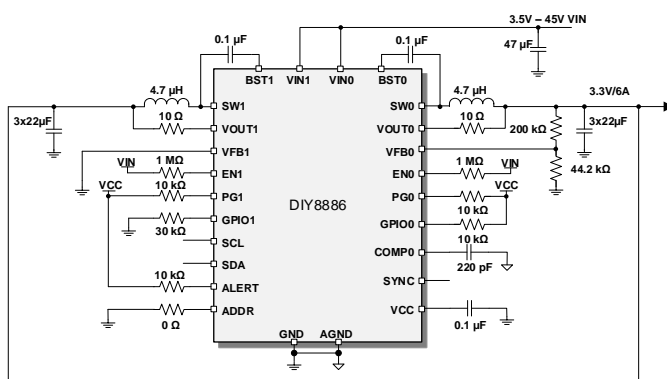 3.5V – 45V VIN
0.1 µF
0.1 µF
47 µF
BST1
VIN1
VIN0
BST0
4.7 µH
SW1
SW0
4.7 µH
3.3V/6A
3x22µF
10 Ω
VOUT1
VOUT0
10 Ω
200 kΩ
3x22µF
VFB1
VFB0
VIN
1 MΩ
EN1
EN0
1 MΩ
VIN
44.2 kΩ
VCC
10 kΩ
PG1
DIY8886
PG0
VCC
10 kΩ
GPIO1
GPIO0
30 kΩ
10 kΩ
SCL
COMP0
220 pF
SDA
SYNC
10 kΩ
ALERT
ADDR
VCC
0 Ω
0.1 µF
GND
AGND